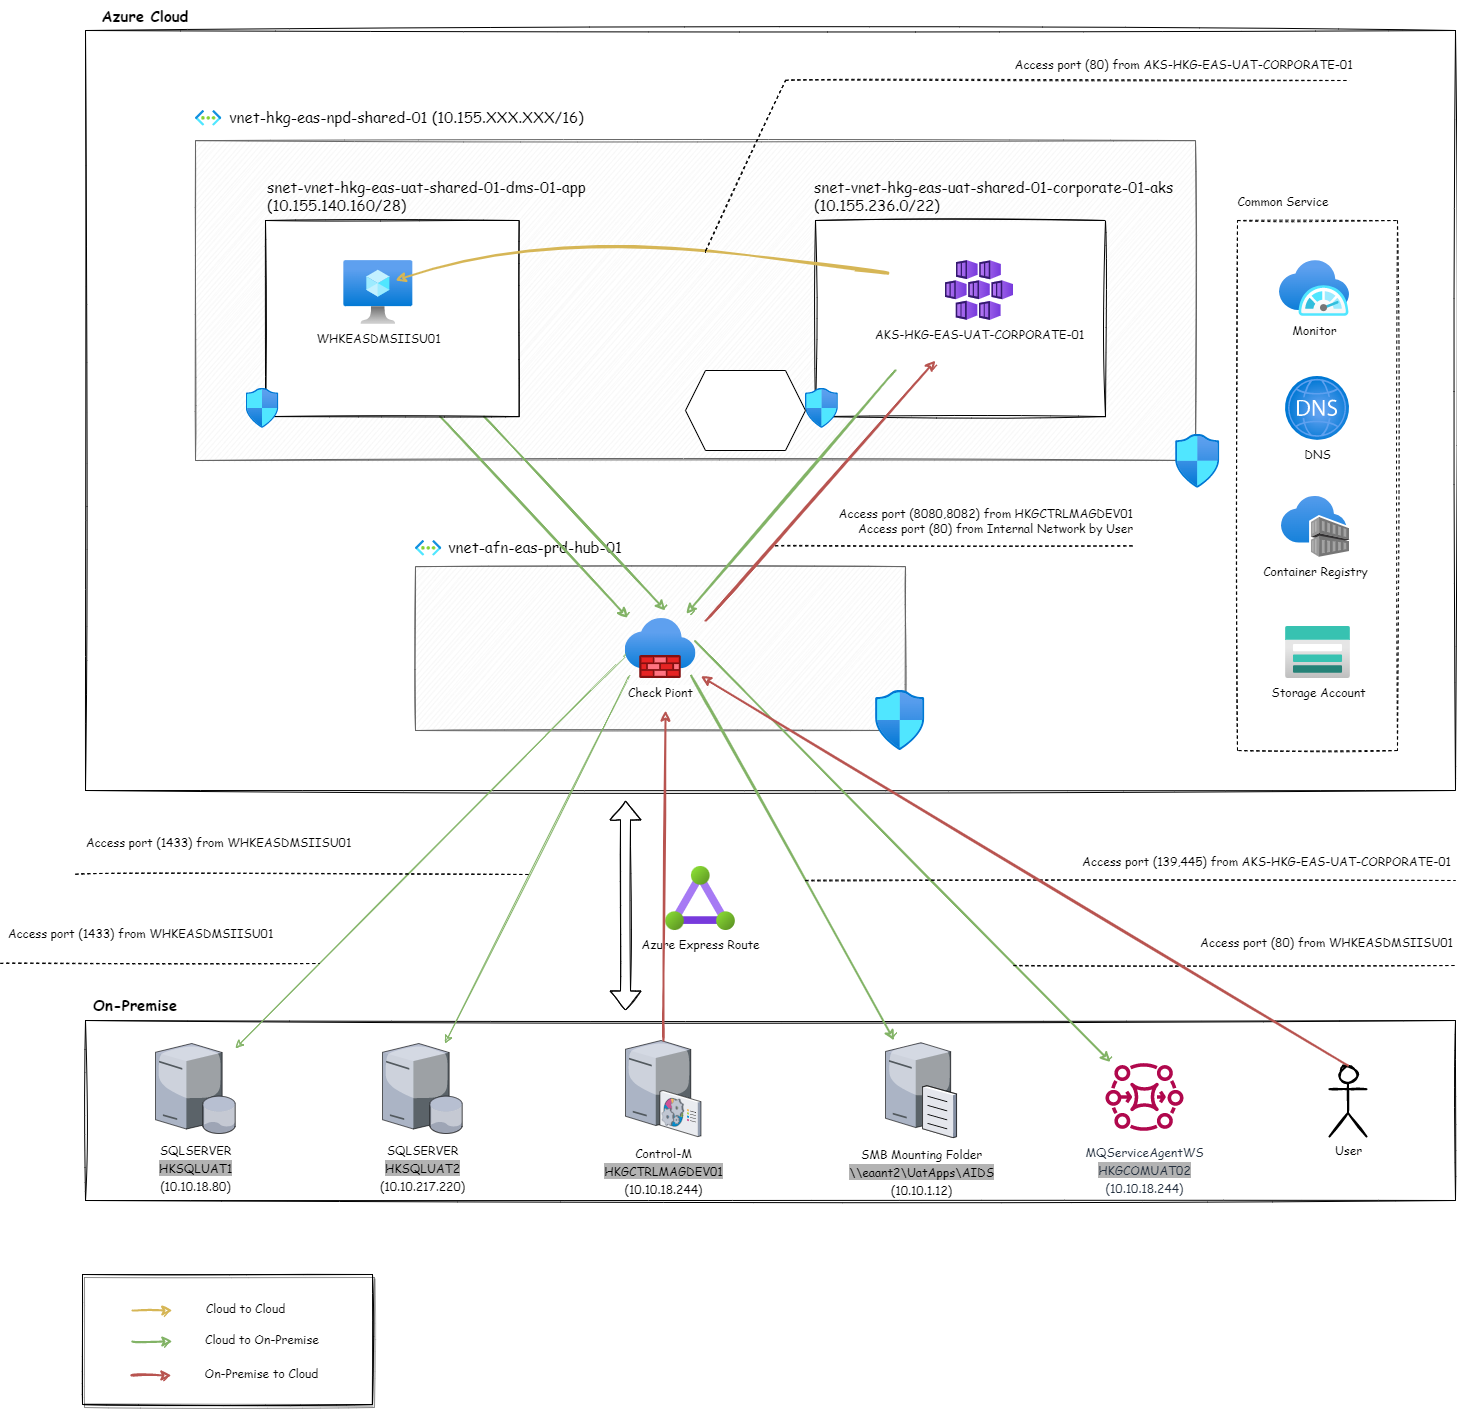 Azure Cloud
Access port (80) from AKS-HKG-EAS-UAT-CORPORATE-01
vnet-hkg-eas-npd-shared-01 (10.155.XXX.XXX/16)
snet-vnet-hkg-eas-uat-shared-01-dms-01-app
(10.155.140.160/28)
snet-vnet-hkg-eas-uat-shared-01-corporate-01-aks
(10.155.236.0/22)
WHKEASDMSIISU01
AKS-HKG-EAS-UAT-CORPORATE-01
Common Service
Monitor
DNS
DNS
Container Registry
Storage Account
Access port (8080,8082) from HKGCTRLMAGDEV01
Access port (80) from Internal Network by User
vnet-afn-eas-prd-hub-01
Check Piont
Access port (1433) from WHKEASDMSIISU01
Access port (1433) from WHKEASDMSIISU01
Azure Express Route
Access port (139,445) from AKS-HKG-EAS-UAT-CORPORATE-01
Access port (80) from WHKEASDMSIISU01
On-Premise
SQLSERVER
HKSQLUAT1
(10.10.18.80)
SQLSERVER
HKSQLUAT2
(10.10.217.220)
Control-M
HKGCTRLMAGDEV01
(10.10.18.244)
SMB Mounting Folder
\\eaant2\UatApps\AIDS
(10.10.1.12)
MQServiceAgentWS
HKGCOMUAT02
(10.10.18.244)
User
Cloud to Cloud
Cloud to On-Premise
On-Premise to Cloud